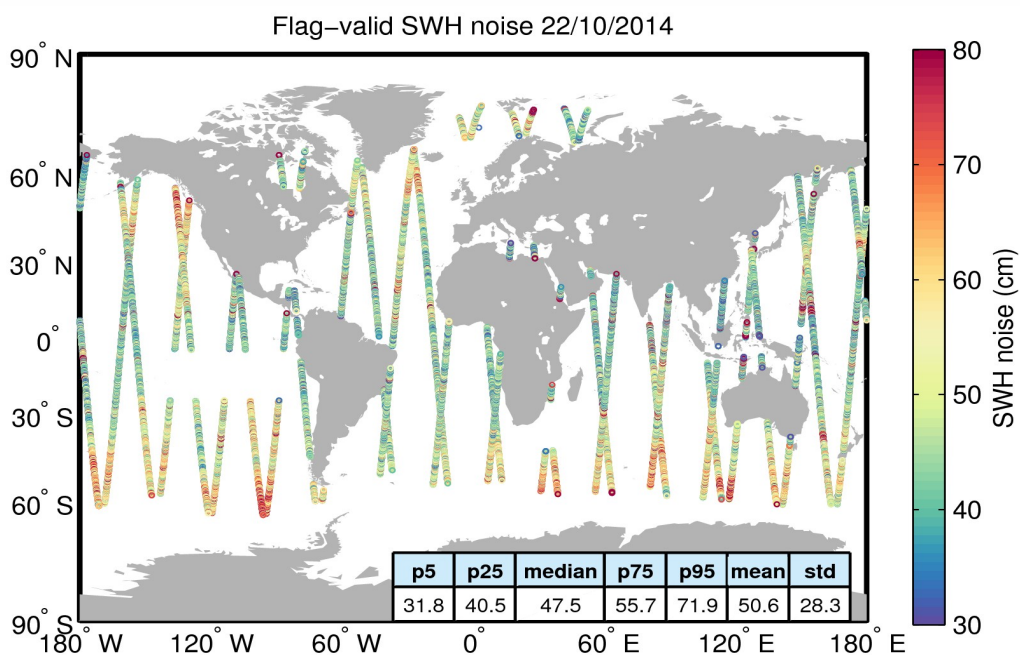 Flag−valid SWH noise 22/10/2014
90° N
60° N
30° N
0°
30° S
60° S
90° S
180° W
120° W
60° W
0°
60° E
120° E
180° E
80
70
60
50
40
30
SWH noise (cm)
p5 p25 median p75 p95 mean std
31.8 40.5 47.5 55.7 71.9 50.6 28.3